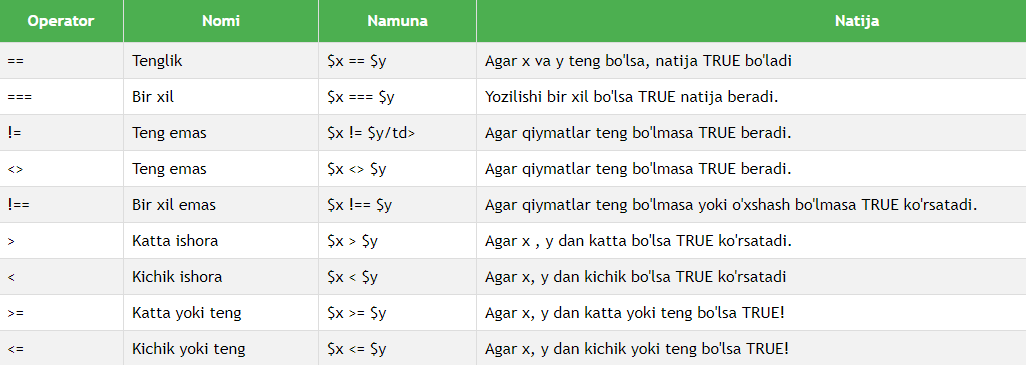 Operator Nomi Namuna Natija
== Tenglik $x == $y Agar x va y teng bo'lsa, natija TRUE bo'ladi
=== Bir xil $x === $y Yozilishi bir xil bo'lsa TRUE natija beradi.
!= Teng emas $x != $y/td> Agar qiymatlar teng bo'lmasa TRUE beradi.
<> Teng emas $x <> $y Agar qiymatlar teng bo'lmasa TRUE beradi.
!== Bir xil emas $x !== $y Agar qiymatlar teng bo'lmasa yoki o'xshash bo'lmasa TRUE ko'rsatadi.
> Katta ishora $x > $y Agar x , y dan katta bo'lsa TRUE ko'rsatadi.
< Kichik ishora $x < $y Agar x, y dan kichik bo'lsa TRUE ko'rsatadi
>= Katta yoki teng $x >= $y Agar x, y dan katta yoki teng bo'lsa TRUE!
<= Kichik yoki teng $x <= $y Agar x, y dan kichik yoki teng bo'lsa TRUE!